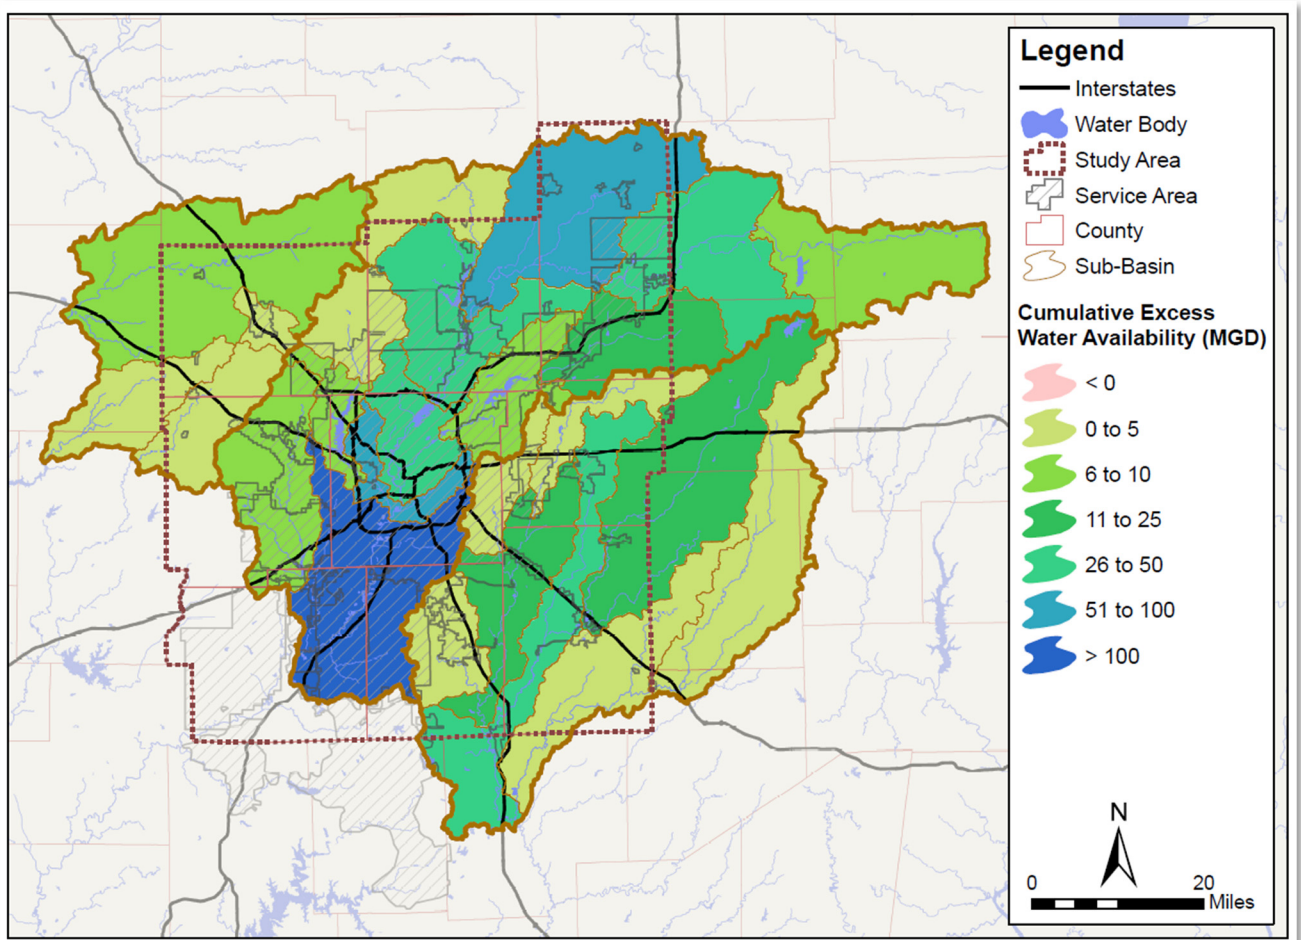 Legend
Interstates
Water Body
Study Area
Service Area
County
Sub-Basin
Cumulative Excess
Water Availability (MGD)
< 0
0 to 5
6 to 10
11 to 25
26 to 50
51 to 100
> 100
N
0 20
Miles